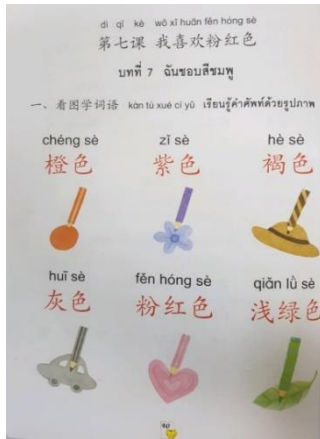 dì qī kè wǒ xǐ huān fěn hóng sè
第七课 我喜欢粉红色
บทที่ 7 ฉันชอบสีชมพู
一、看图学词语 kàn tú xué cí yǔ เรียนรู้คำศัพท์ด้วยรูปภาพ
chéng sè zǐ sè hè sè
橙色 紫色 褐色
huī sè fěn hóng sè qiǎn lǜ sè
灰色 粉红色 浅绿色
40